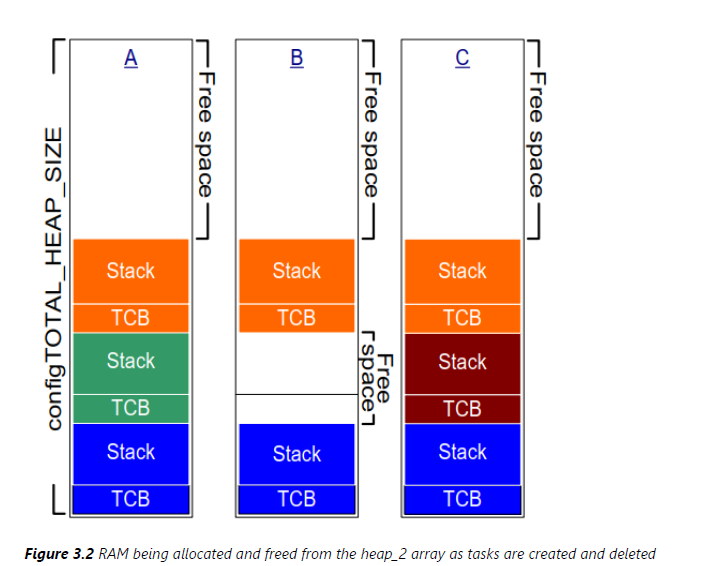 configTOTAL_HEAP_SIZE
A
Free space
Stack
TCB
Stack
TCB
Stack
TCB
B
Free space
Stack
TCB
Free
space
Stack
TCB
C
Free space
Stack
TCB
Stack
TCB
Stack
TCB
Figure 3.2 RAM being allocated and freed from the heap_2 array as tasks are created and deleted